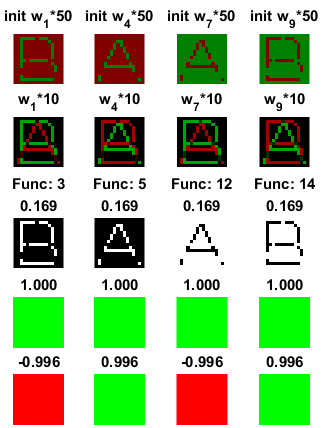 init w1*50 init w4*50 init w7*50 init w9*50
w1*10 w4*10 w7*10 w9*10
Func: 3 Func: 5 Func: 12 Func: 14
0.169 0.169 0.169 0.169
1.000 1.000 1.000 1.000
-0.996 0.996 -0.996 0.996